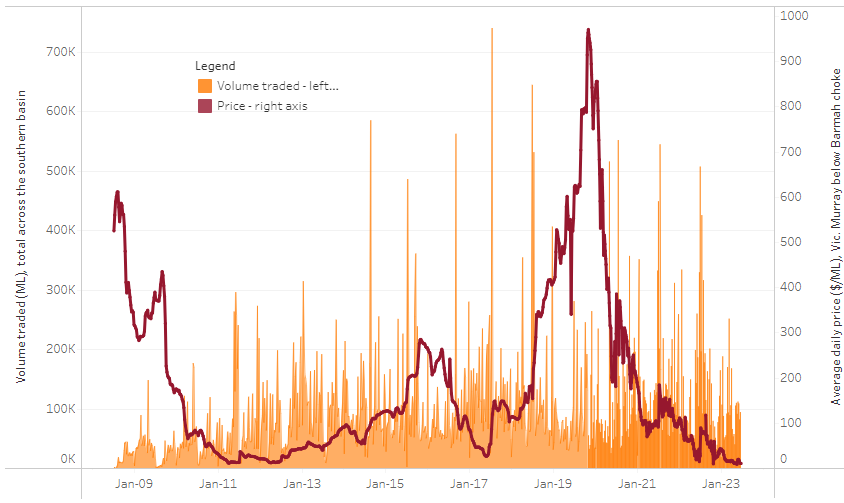 1000
900
800
700
600
500
400
300
200
100
0
700K
600K
500K
400K
300K
200K
100K
0K
Volume traded (ML), total across the southern basin
Average daily price ($/ML), Vic. Murray below Barmah choke
Legend
Volume traded - left...
Price - right axis
Jan-09
Jan-11
Jan-13
Jan-15
Jan-17
Jan-19
Jan-21
Jan-23